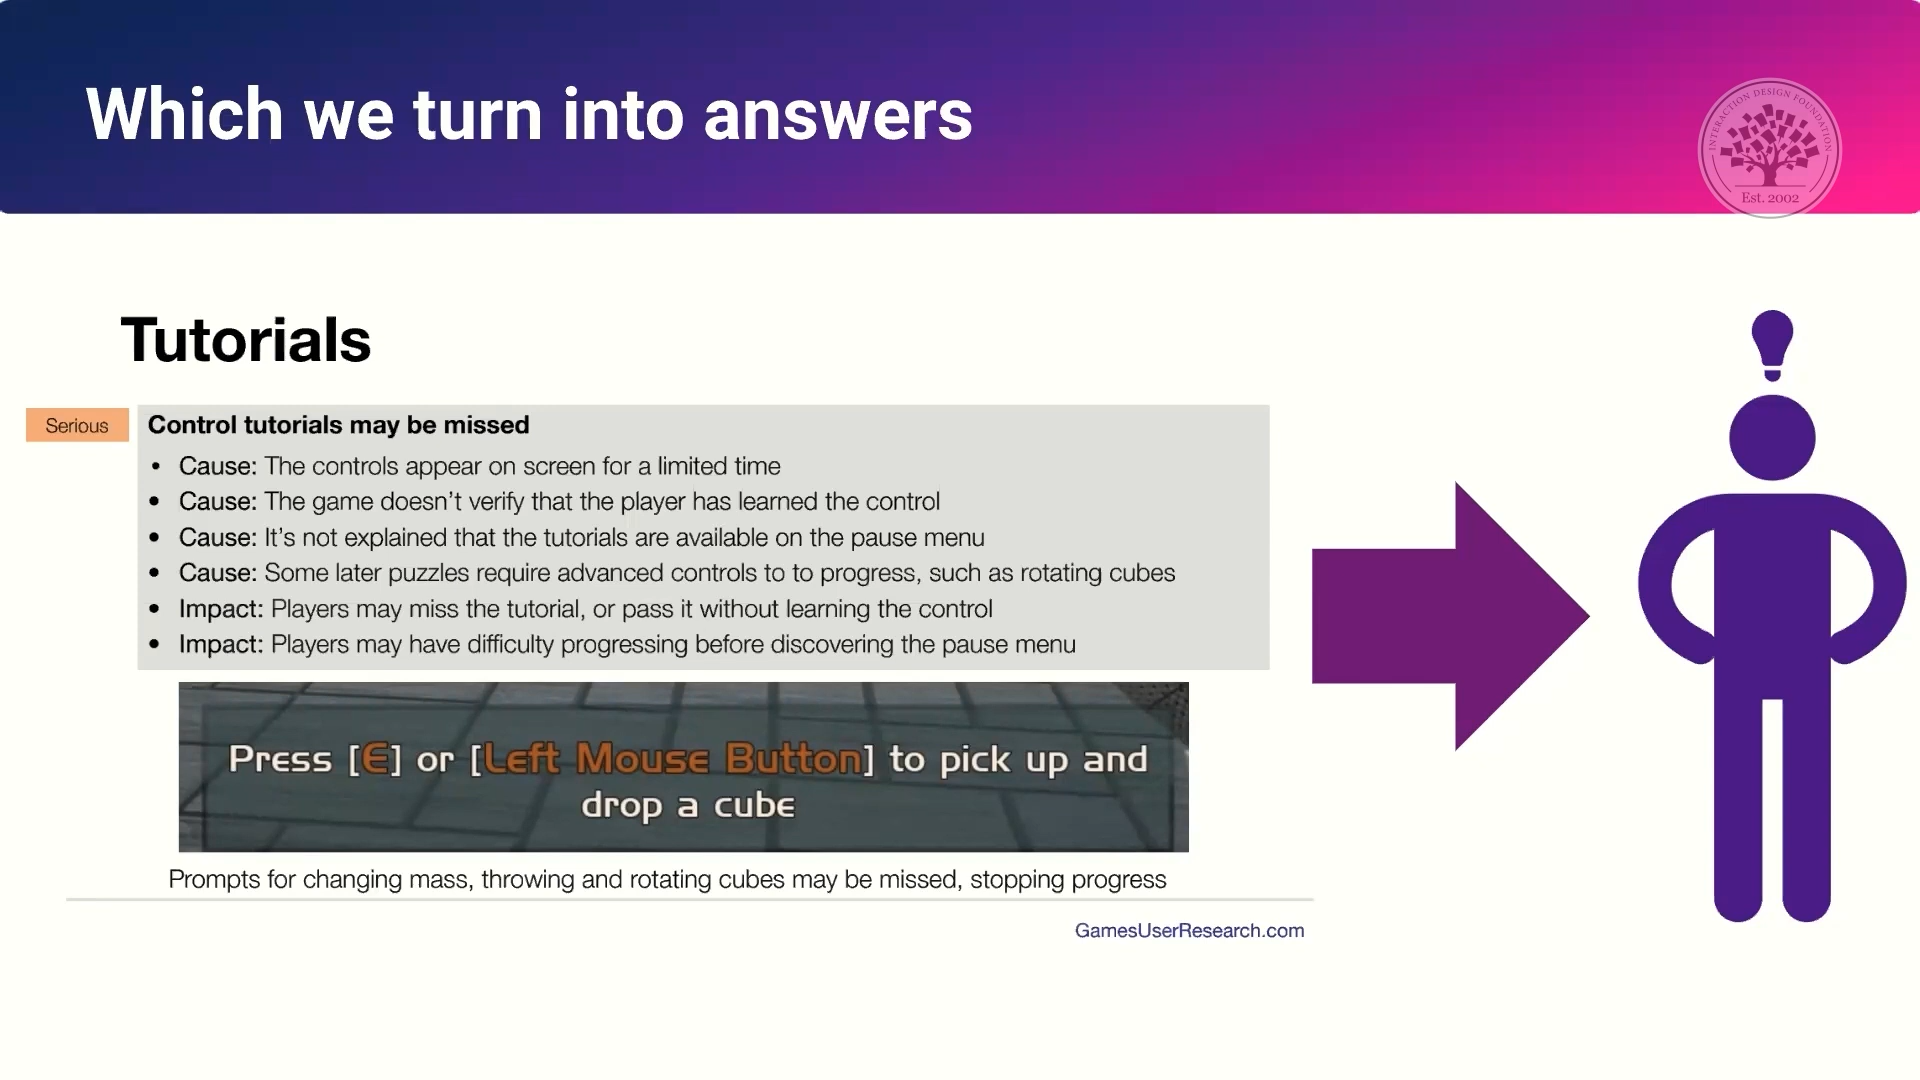 Which we turn into answers
INTERACTION DESIGN FOUNDATION
Est. 2002
Tutorials
Serious
Control tutorials may be missed
• Cause: The controls appear on screen for a limited time
• Cause: The game doesn't verify that the player has learned the control
• Cause: It's not explained that the tutorials are available on the pause menu
• Cause: Some later puzzles require advanced controls to to progress, such as rotating cubes
• Impact: Players may miss the tutorial, or pass it without learning the control
• Impact: Players may have difficulty progressing before discovering the pause menu
Press [E] or [Left Mouse Button] to pick up and
drop a cube
Prompts for changing mass, throwing and rotating cubes may be missed, stopping progress
GamesUserResearch.com